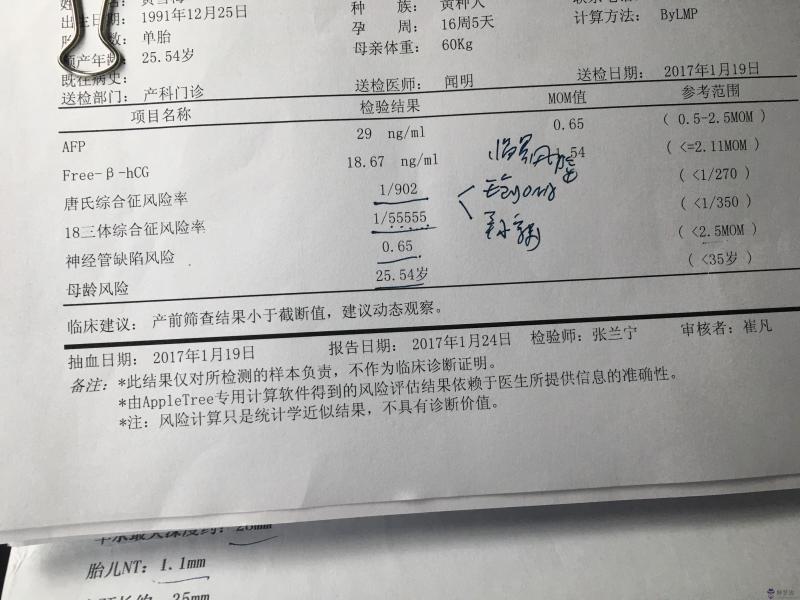 1991年12月25日 种 族： 黄种人
数： 单胎 孕 周： 16周5天 计算方法： ByLMP
预产年龄： 25.54岁 母亲体重： 60Kg
既往病史：
送检部门： 产科门诊 送检医师： 闻明 送检日期： 2017年1月19日
项目名称 检验结果 MOM值 参考范围
AFP 29 ng/ml 0.65 ( 0.5-2.5MOM )
Free-β-hCG 18.67 ng/ml .54 ( <=2.11MOM )
唐氏综合征风险率 1/902 ( <1/270 )
18三体综合征风险率 1/55555 ( <1/350 )
神经管缺陷风险 0.65 ( <2.5MOM )
母龄风险 25.54岁 ( <35岁 )
临界风险
临床建议： 产前筛查结果小于截断值，建议动态观察。
抽血日期： 2017年1月19日 报告日期： 2017年1月24日 检验师： 张兰宁 审核者： 崔凡
备注： *此结果仅对所检测的样本负责，不作为临床诊断证明。
*由AppleTree专用计算软件得到的风险评估结果依赖于医生所提供信息的准确性。
*注：风险计算只是统计学近似结果，不具有诊断价值。
羊水最大深度约： 28mm
胎儿NT： 1.1mm
35mm